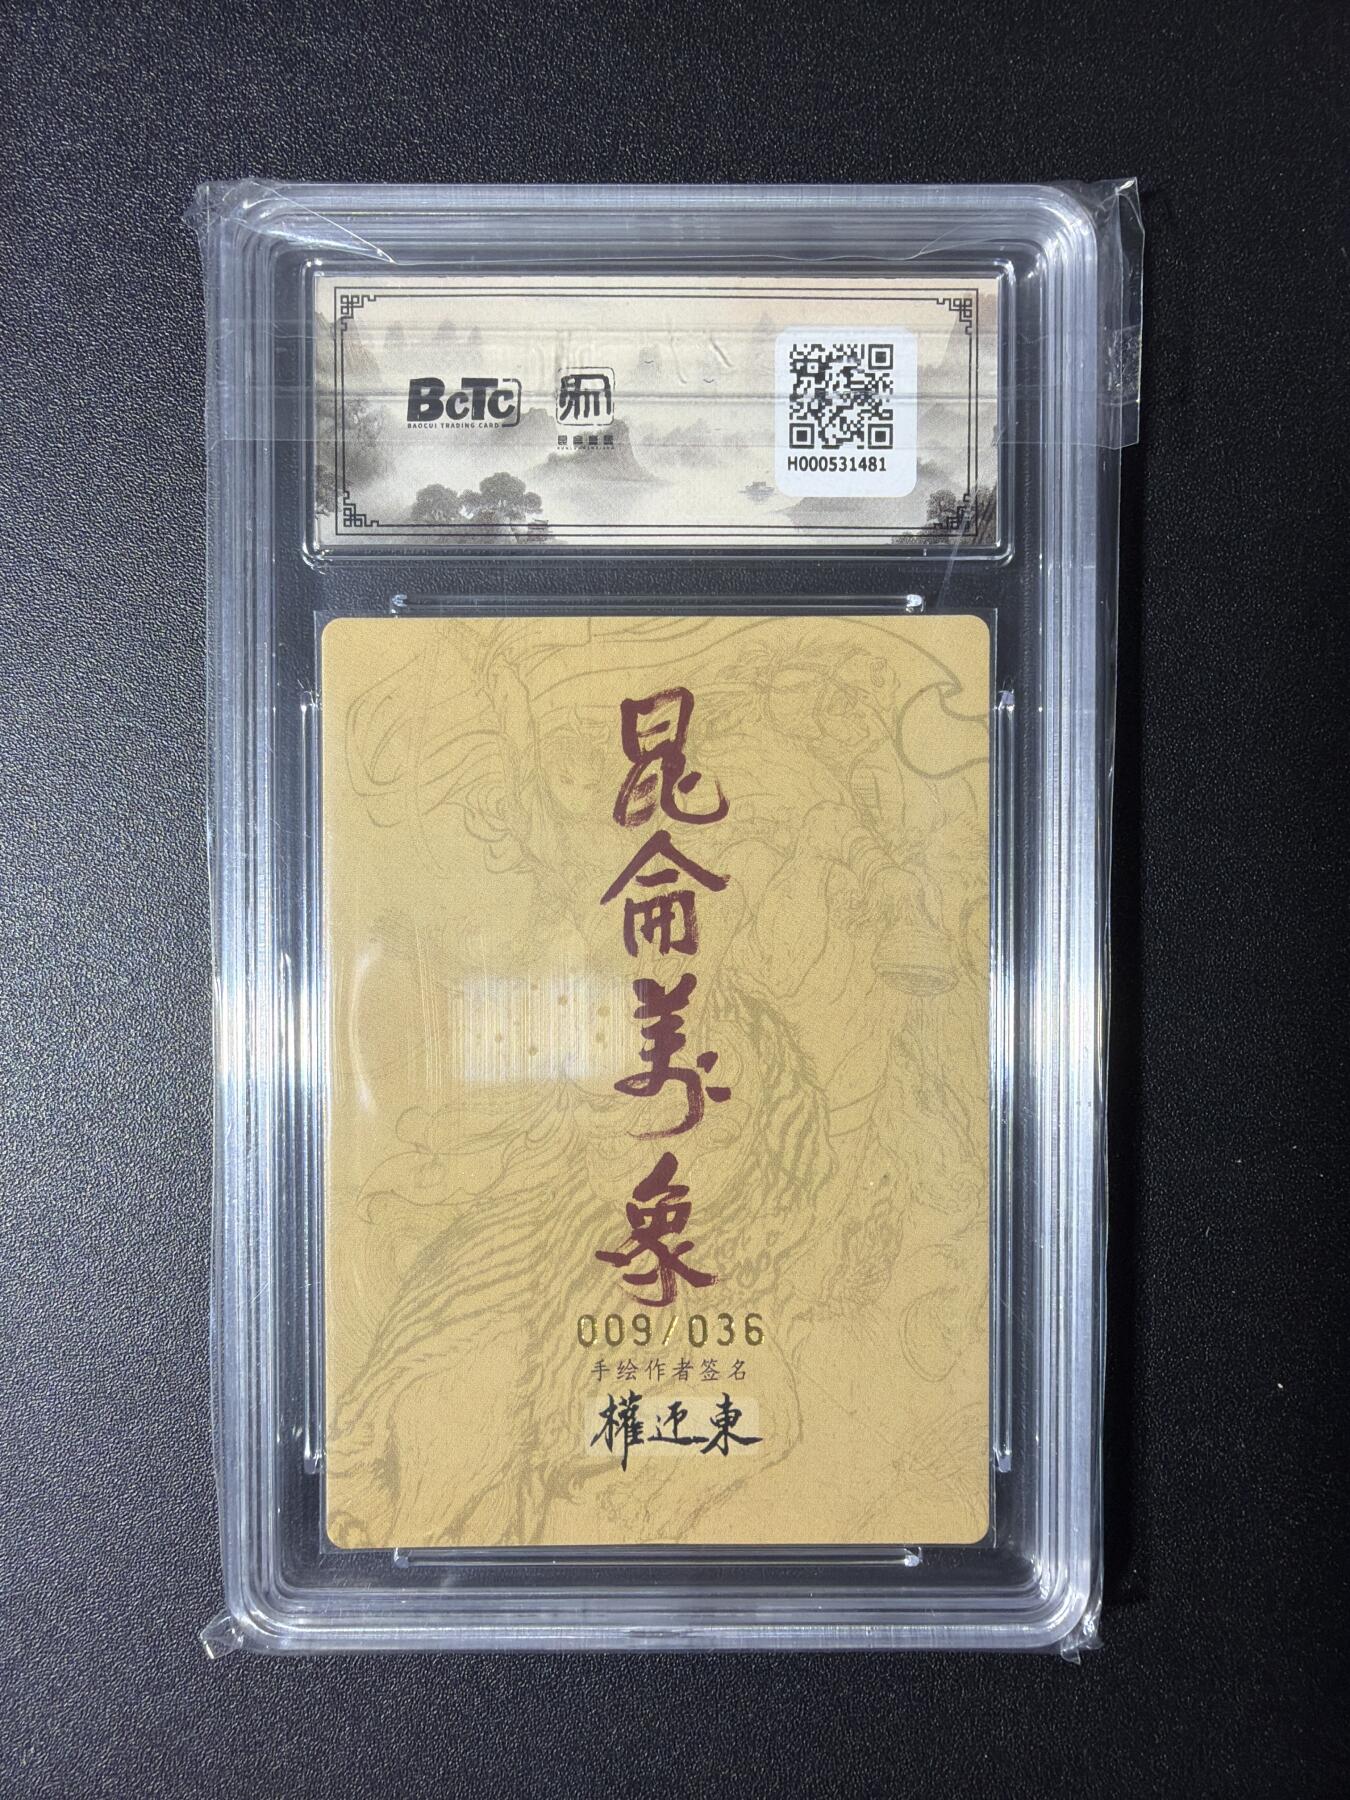 BCTC
BAOCUI TRADING CARD
H000531481
昆
侖
萬
象
009/036
手绘作者签名
權迎東